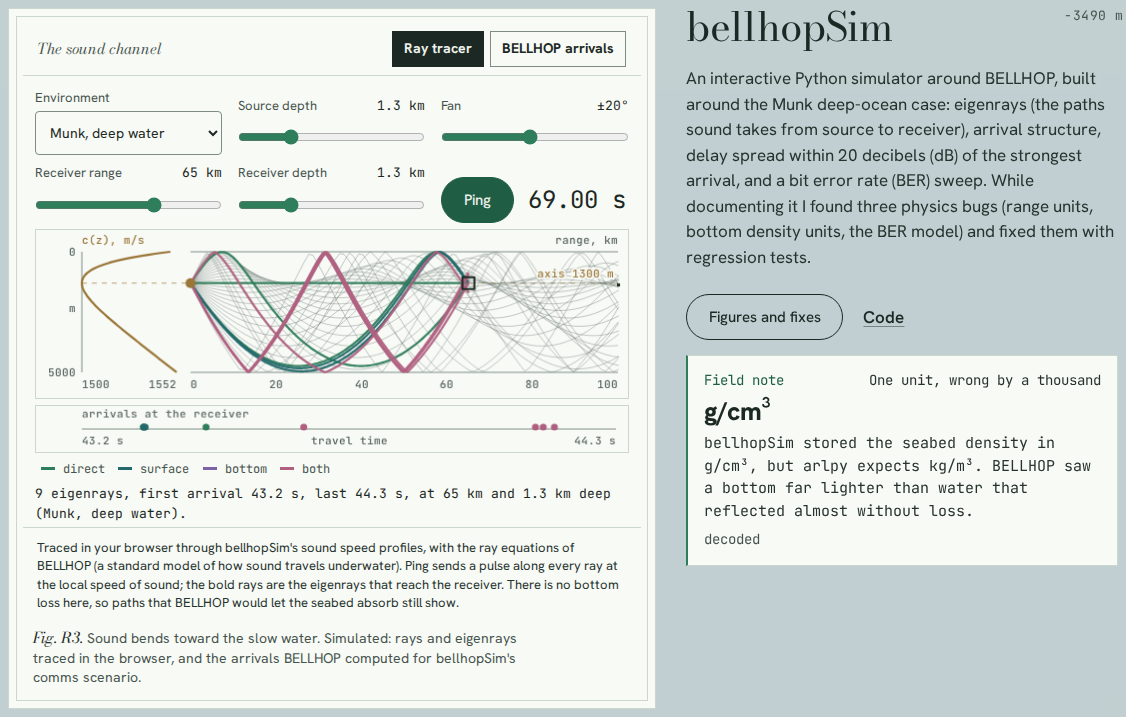 The sound channel
Ray tracer
BELLHOP arrivals
Environment
Munk, deep water
Source depth 1.3 km
Fan ±20°
Receiver range 65 km
Receiver depth 1.3 km
Ping 69.00 s
c(z), m/s
range, km
0
axis 1300 m
m
5000
1500 1552 0 20 40 60 80 100
arrivals at the receiver
43.2 s travel time 44.3 s
direct surface bottom both
9 eigenrays, first arrival 43.2 s, last 44.3 s, at 65 km and 1.3 km deep
(Munk, deep water).
Traced in your browser through bellhopSim's sound speed profiles, with the ray equations of
BELLHOP (a standard model of how sound travels underwater). Ping sends a pulse along every ray at
the local speed of sound; the bold rays are the eigenrays that reach the receiver. There is no bottom
loss here, so paths that BELLHOP would let the seabed absorb still show.
Fig. R3. Sound bends toward the slow water. Simulated: rays and eigenrays
traced in the browser, and the arrivals BELLHOP computed for bellhopSim's
comms scenario.
bellhopSim
-3490 m
An interactive Python simulator around BELLHOP, built
around the Munk deep-ocean case: eigenrays (the paths
sound takes from source to receiver), arrival structure,
delay spread within 20 decibels (dB) of the strongest
arrival, and a bit error rate (BER) sweep. While
documenting it I found three physics bugs (range units,
bottom density units, the BER model) and fixed them with
regression tests.
Figures and fixes
Code
Field note One unit, wrong by a thousand
g/cm³
bellhopSim stored the seabed density in
g/cm³, but arlpy expects kg/m³. BELLHOP saw
a bottom far lighter than water that
reflected almost without loss.
decoded